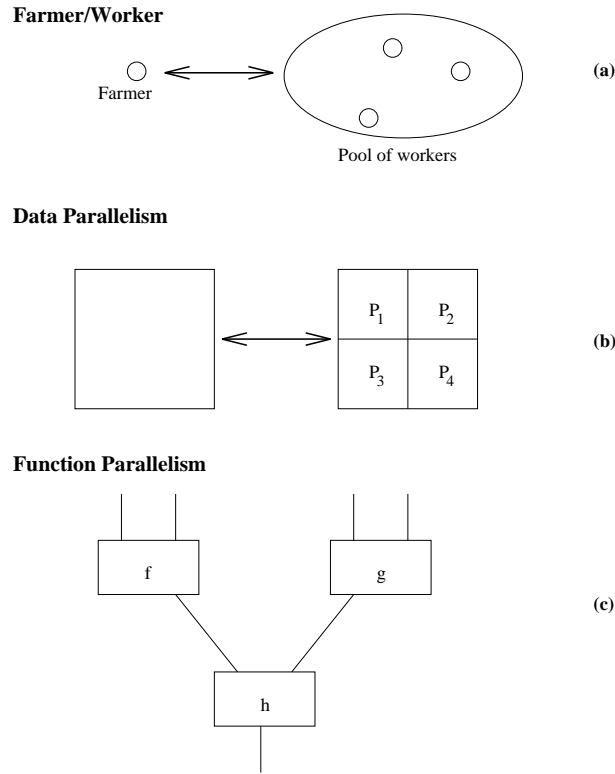 Farmer/Worker
(a)
Farmer
Pool of workers
Data Parallelism
P1 P2
(b)
P3 P4
Function Parallelism
f g
(c)
h